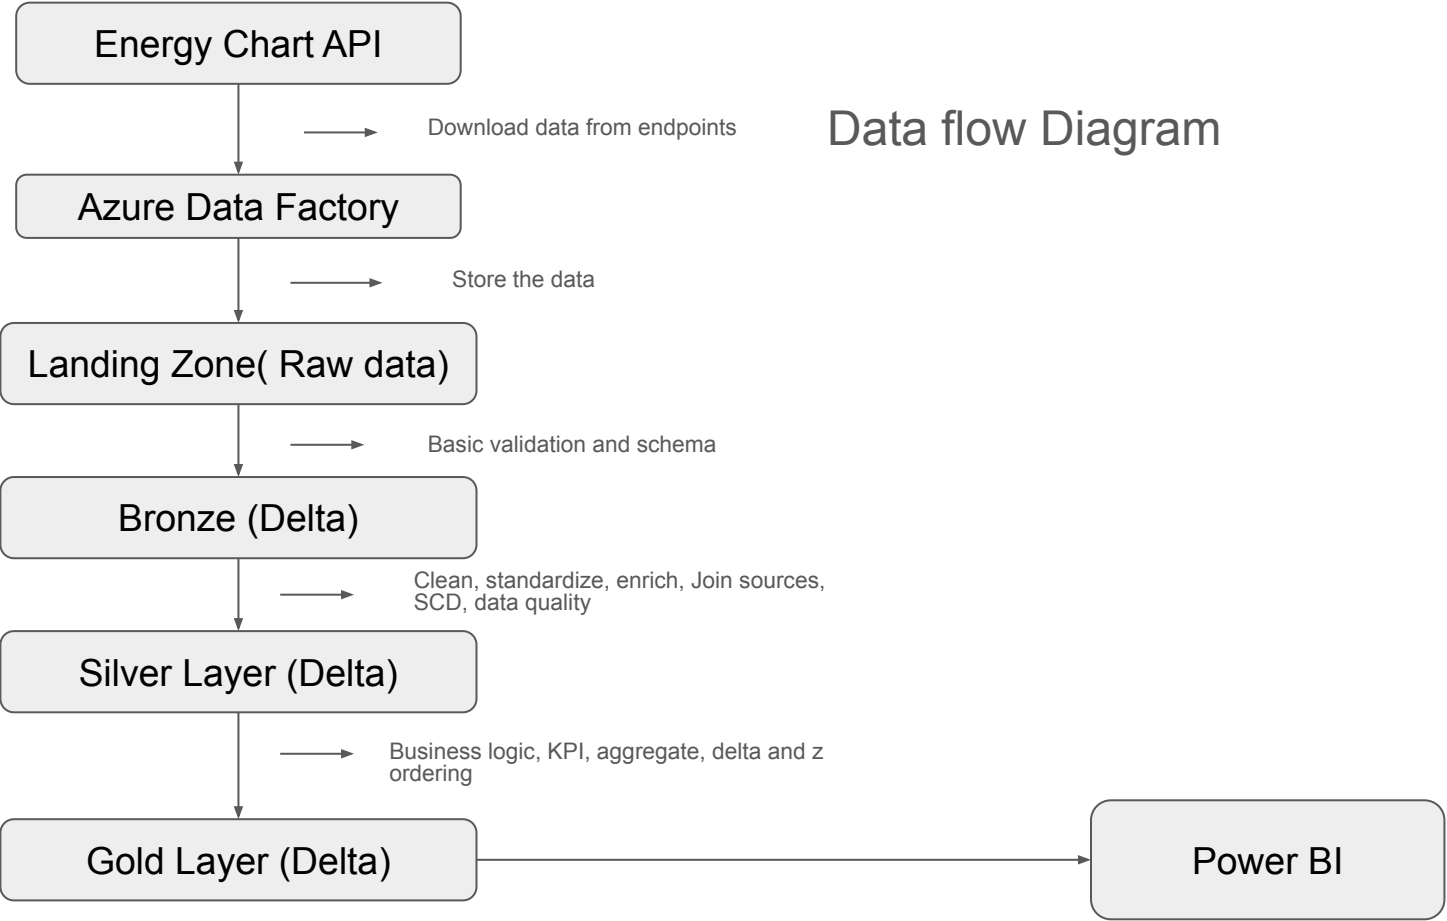 Energy Chart API
Download data from endpoints
Data flow Diagram
Azure Data Factory
Store the data
Landing Zone( Raw data)
Basic validation and schema
Bronze (Delta)
Clean, standardize, enrich, Join sources,
SCD, data quality
Silver Layer (Delta)
Business logic, KPI, aggregate, delta and z
ordering
Gold Layer (Delta)
Power BI